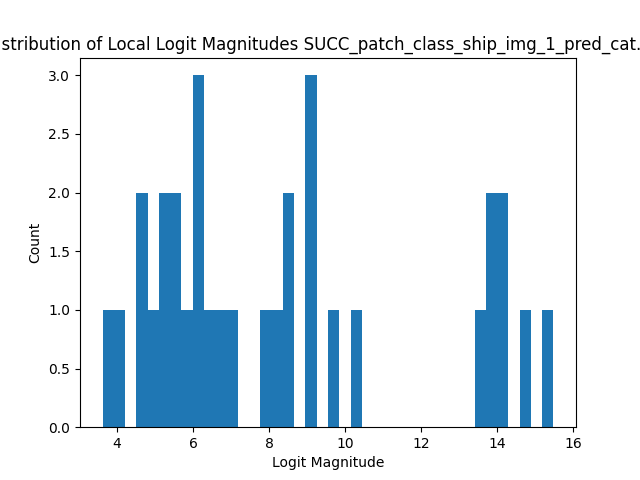 stribution of Local Logit Magnitudes SUCC_patch_class_ship_img_1_pred_cat.
3.0
2.5
2.0
1.5
1.0
0.5
0.0
Count
4 6 8 10 12 14 16
Logit Magnitude